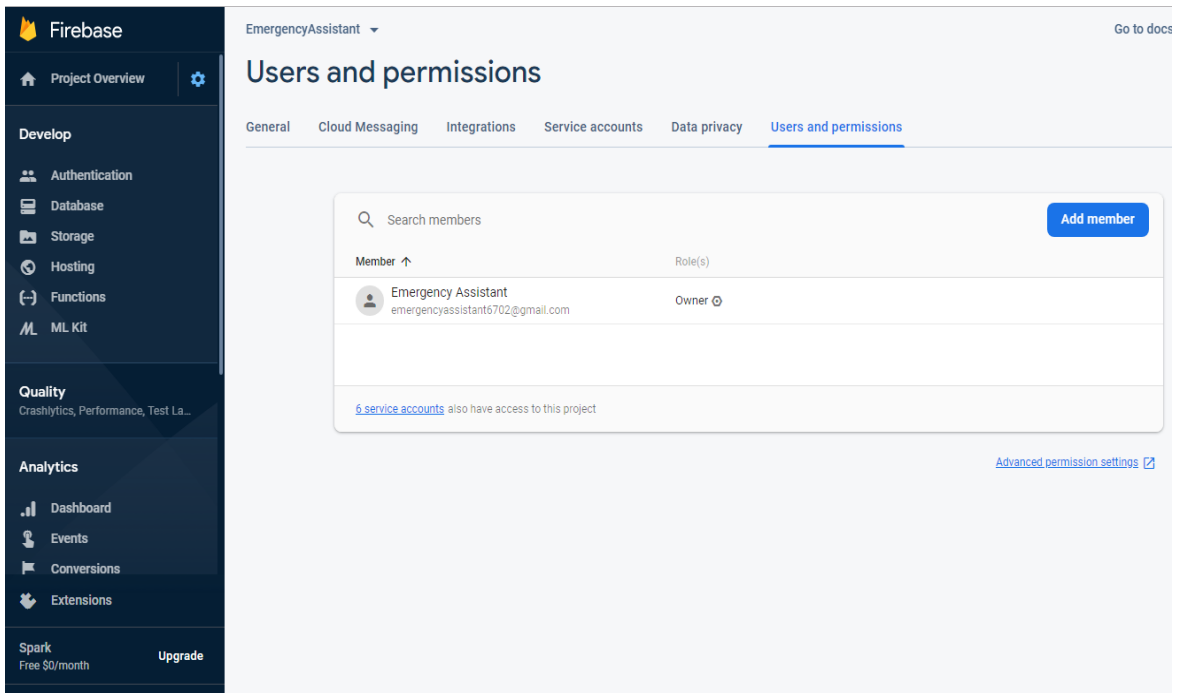 Firebase
Project Overview
Develop
Authentication
Database
Storage
Hosting
Functions
ML Kit
Quality
Crashlytics, Performance, Test La...
Analytics
Dashboard
Events
Conversions
Extensions
Spark
Free $0/month
Upgrade
EmergencyAssistant
Go to docs
Users and permissions
General Cloud Messaging Integrations Service accounts Data privacy Users and permissions
Search members
Add member
Member Role(s)
Emergency Assistant
emergencyassistant6702@gmail.com
Owner
6 service accounts also have access to this project
Advanced permission settings